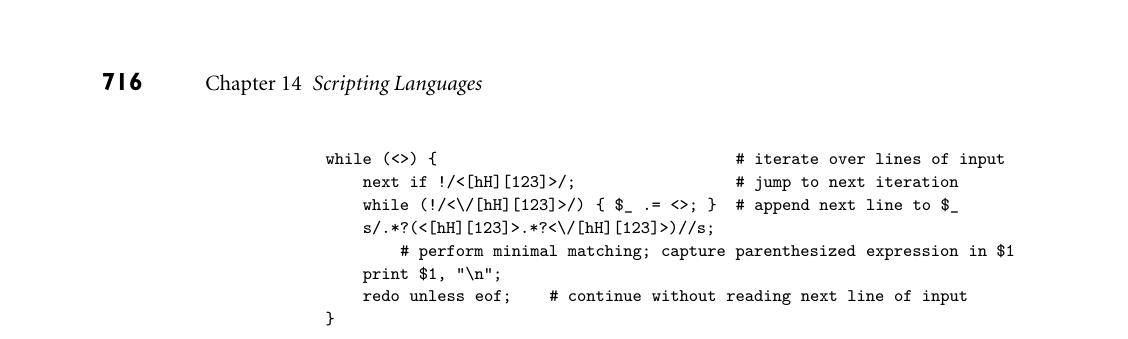 716 Chapter 14 Scripting Languages
while (<>) { # iterate over lines of input
next if !/<[hH][123]>/; # jump to next iteration
while (!/<\/[hH][123]>/) { $_ .= <>; } # append next line to $_
s/.*?(<[hH][123]>.*?<\/[hH][123]>)//s;
# perform minimal matching; capture parenthesized expression in $1
print $1, "\n";
redo unless eof; # continue without reading next line of input
}